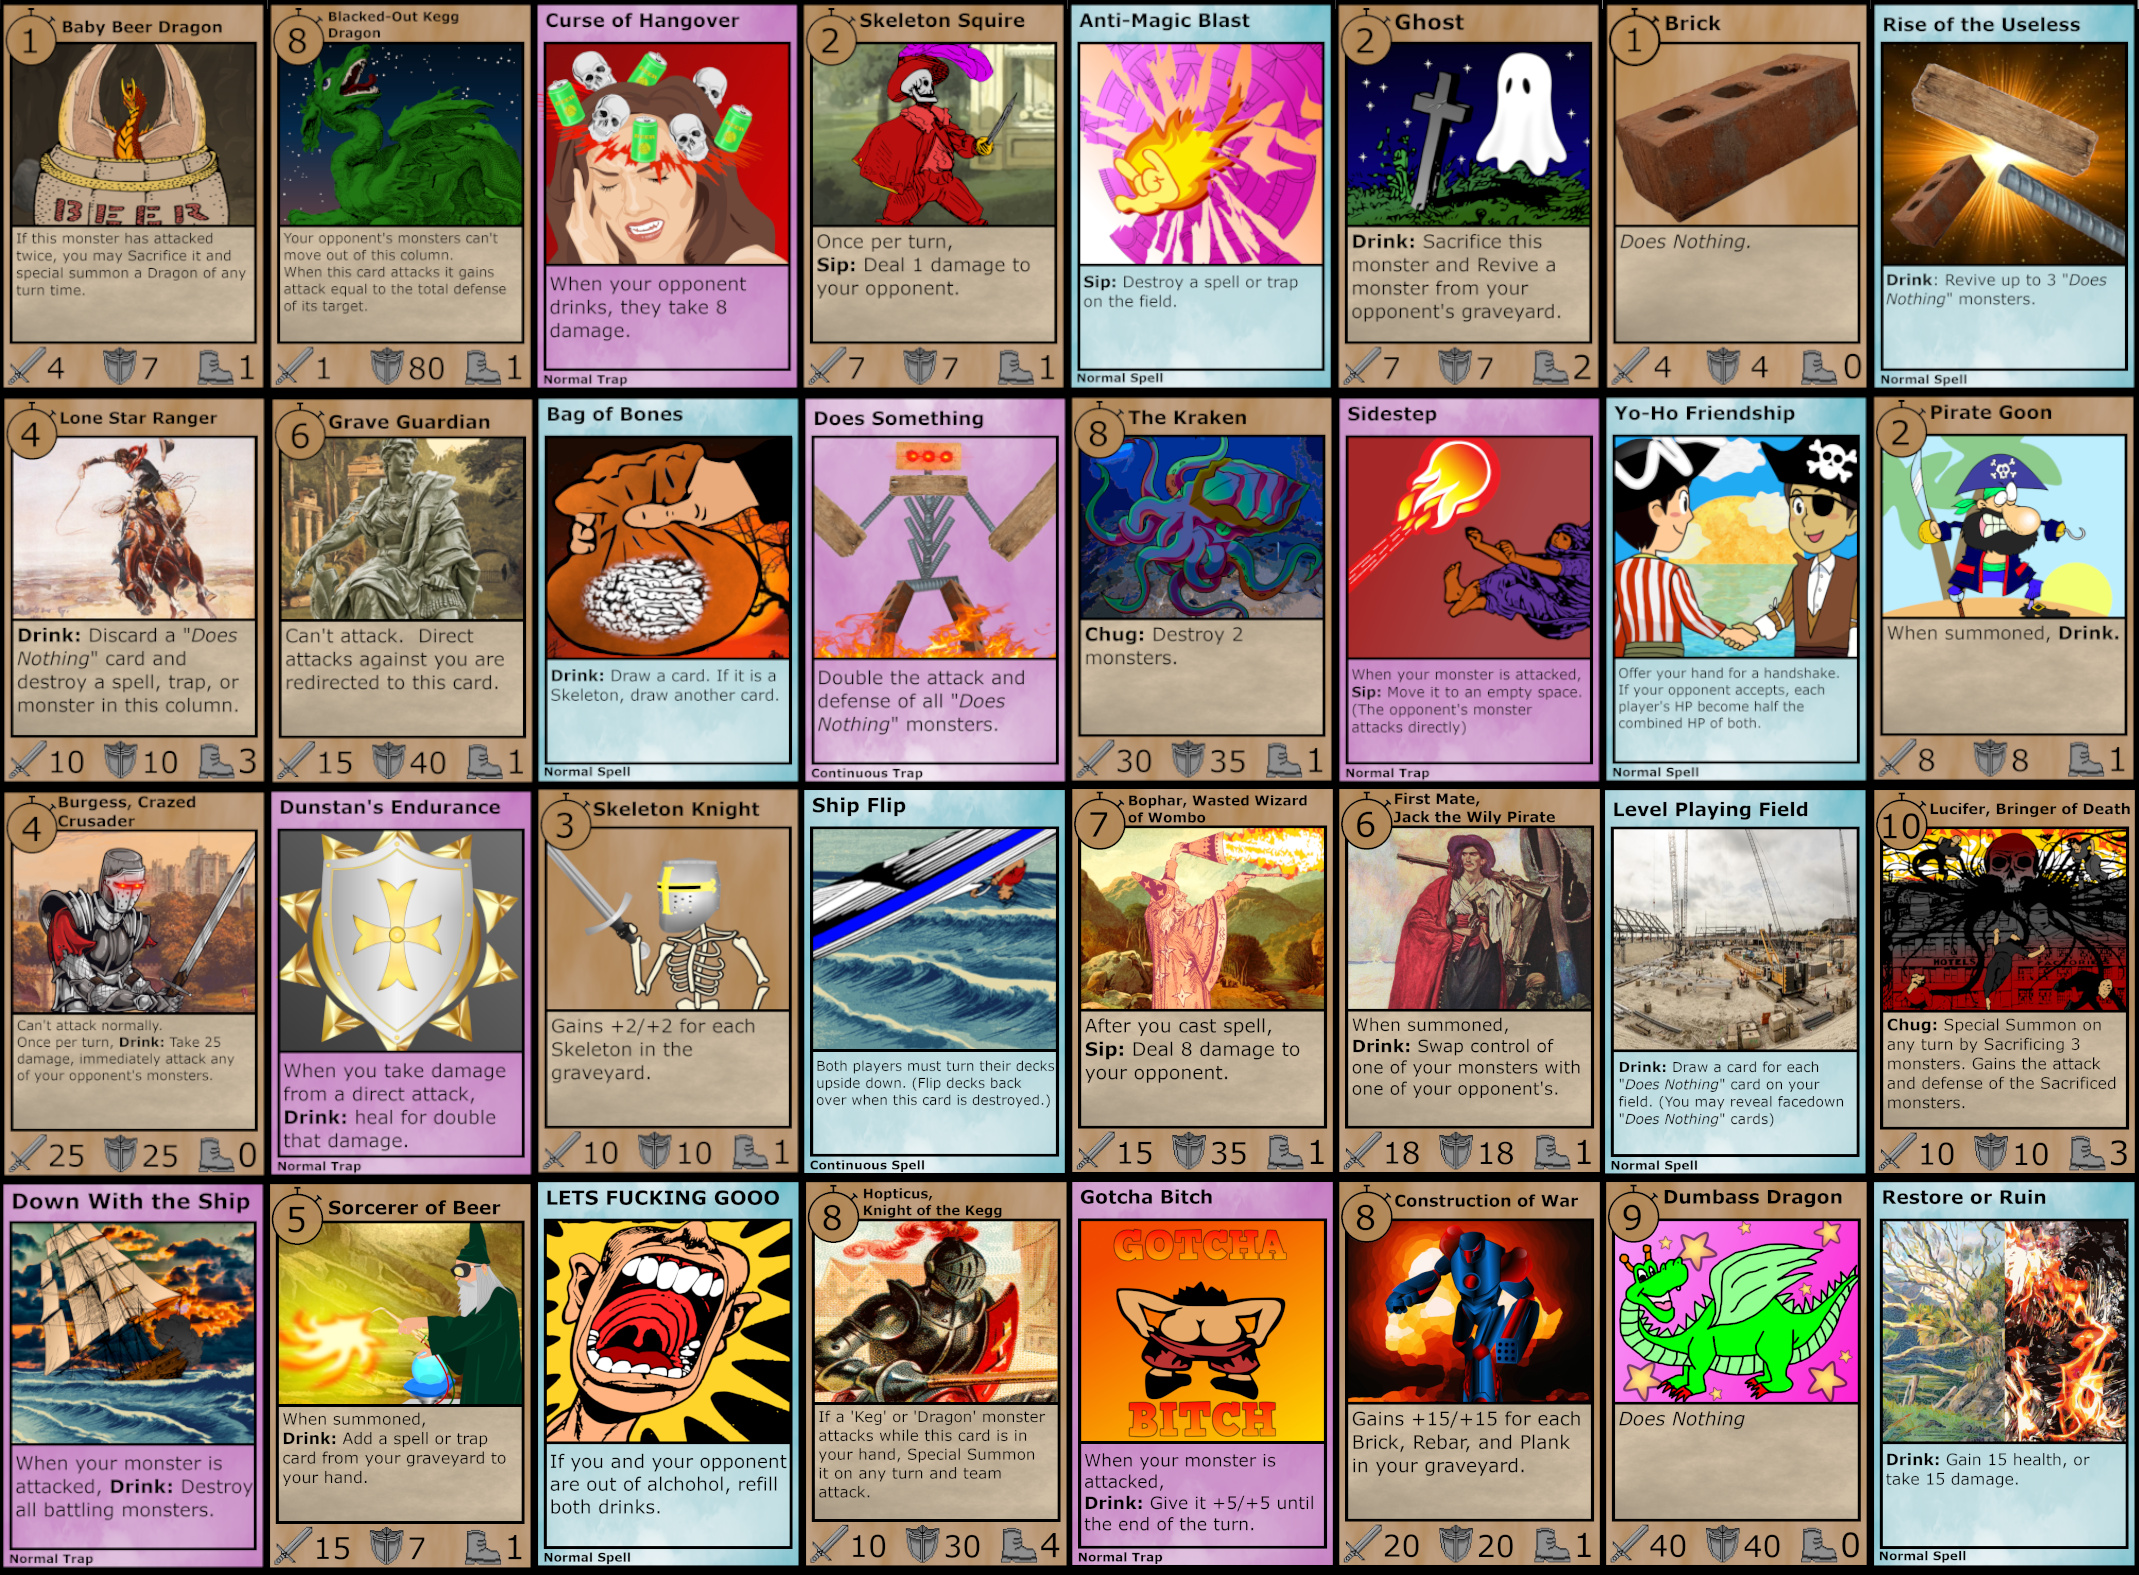 1
Baby Beer Dragon
BEER
If this monster has attacked
twice, you may Sacrifice it and
special summon a Dragon of any
turn time.
4
7
1
8
Blacked-Out Kegg
Dragon
Your opponent's monsters can't
move out of this column.
When this card attacks it gains
attack equal to the total defense
of its target.
1
80
1
Curse of Hangover
When your opponent
drinks, they take 8
damage.
Normal Trap
2
Skeleton Squire
Once per turn,
Sip: Deal 1 damage to
your opponent.
7
7
1
Anti-Magic Blast
Sip: Destroy a spell or trap
on the field.
Normal Spell
2
Ghost
Drink: Sacrifice this
monster and Revive a
monster from your
opponent's graveyard.
7
7
2
1
Brick
Does Nothing.
4
4
0
Rise of the Useless
Drink: Revive up to 3 "Does
Nothing" monsters.
Normal Spell
4
Lone Star Ranger
Drink: Discard a "Does
Nothing" card and
destroy a spell, trap, or
monster in this column.
10
10
3
6
Grave Guardian
Can't attack. Direct
attacks against you are
redirected to this card.
15
40
1
Bag of Bones
Drink: Draw a card. If it is a
Skeleton, draw another card.
Normal Spell
Does Something
Double the attack and
defense of all "Does
Nothing" monsters.
Continuous Trap
8
The Kraken
Chug: Destroy 2
monsters.
30
35
1
Sidestep
When your monster is attacked,
Sip: Move it to an empty space.
(The opponent's monster
attacks directly)
Normal Trap
Yo-Ho Friendship
Offer your hand for a handshake.
If your opponent accepts, each
player's HP become half the
combined HP of both.
Normal Spell
2
Pirate Goon
When summoned, Drink.
8
8
1
4
Burgess, Crazed
Crusader
Can't attack normally.
Once per turn, Drink: Take 25
damage, immediately attack any
of your opponent's monsters.
25
25
0
Dunstan's Endurance
When you take damage
from a direct attack,
Drink: heal for double
that damage.
Normal Trap
3
Skeleton Knight
Gains +2/+2 for each
Skeleton in the
graveyard.
10
10
1
Ship Flip
Both players must turn their decks
upside down. (Flip decks back
over when this card is destroyed.)
Continuous Spell
7
Bophar, Wasted Wizard
of Wombo
After you cast spell,
Sip: Deal 8 damage to
your opponent.
15
35
1
6
First Mate,
Jack the Wily Pirate
When summoned,
Drink: Swap control of
one of your monsters with
one of your opponent's.
18
18
1
Level Playing Field
Drink: Draw a card for each
"Does Nothing" card on your
field. (You may reveal facedown
"Does Nothing" cards)
Normal Spell
10
Lucifer, Bringer of Death
HOTELS
Chug: Special Summon on
any turn by Sacrificing 3
monsters. Gains the attack
and defense of the Sacrificed
monsters.
10
10
3
Down With the Ship
When your monster is
attacked, Drink: Destroy
all battling monsters.
Normal Trap
5
Sorcerer of Beer
When summoned,
Drink: Add a spell or trap
card from your graveyard to
your hand.
15
7
1
LETS FUCKING GOOO
If you and your opponent
are out of alchohol, refill
both drinks.
Normal Spell
8
Hopticus,
Knight of the Kegg
If a 'Keg' or 'Dragon' monster
attacks while this card is in
your hand, Special Summon
it on any turn and team
attack.
10
30
4
Gotcha Bitch
GOTCHA
BITCH
When your monster is
attacked,
Drink: Give it +5/+5 until
the end of the turn.
Normal Trap
8
Construction of War
Gains +15/+15 for each
Brick, Rebar, and Plank
in your graveyard.
20
20
1
9
Dumbass Dragon
Does Nothing
40
40
0
Restore or Ruin
Drink: Gain 15 health, or
take 15 damage.
Normal Spell